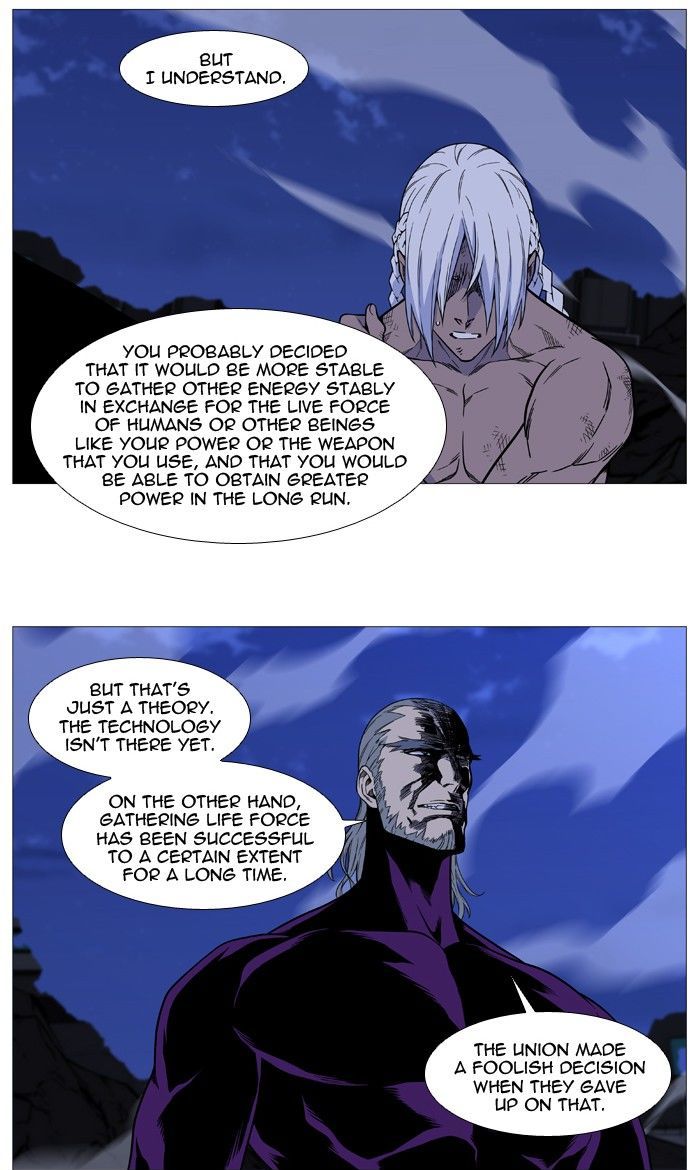 BUT
I UNDERSTAND.
YOU PROBABLY DECIDED
THAT IT WOULD BE MORE STABLE
TO GATHER OTHER ENERGY STABLY
IN EXCHANGE FOR THE LIVE FORCE
OF HUMANS OR OTHER BEINGS
LIKE YOUR POWER OR THE WEAPON
THAT YOU USE, AND THAT YOU WOULD
BE ABLE TO OBTAIN GREATER
POWER IN THE LONG RUN.
BUT THAT'S
JUST A THEORY.
THE TECHNOLOGY
ISN'T THERE YET.
ON THE OTHER HAND,
GATHERING LIFE FORCE
HAS BEEN SUCCESSFUL
TO A CERTAIN EXTENT
FOR A LONG TIME.
THE UNION MADE
A FOOLISH DECISION
WHEN THEY GAVE
UP ON THAT.